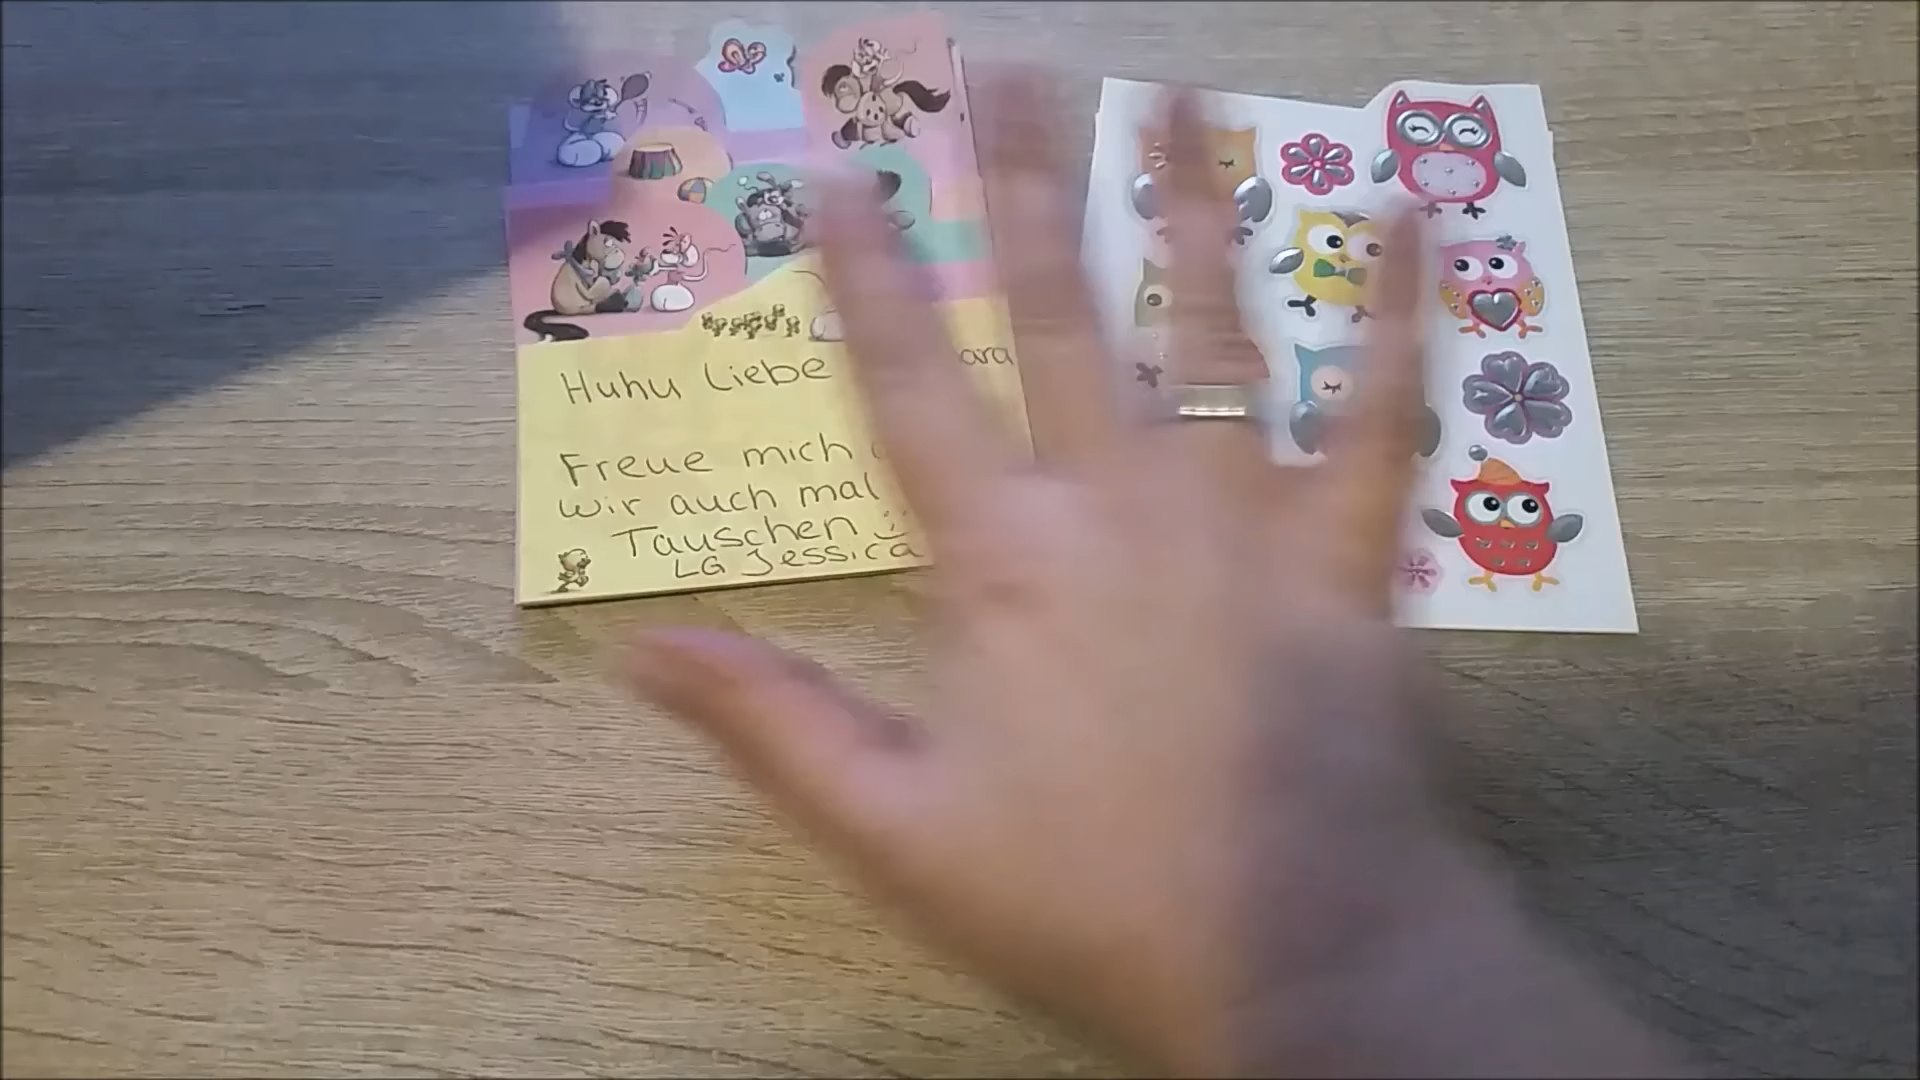 Huhu Liebe
Freue mich
wir auch mal
Tauschen
LG Jessica